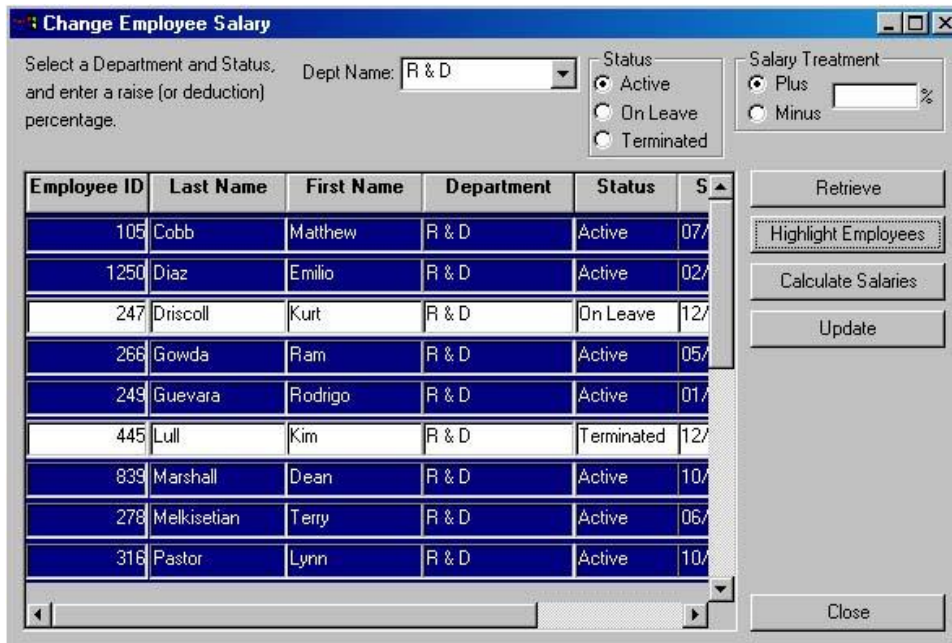 Change Employee Salary
Select a Department and Status,
and enter a raise (or deduction)
percentage.
Dept Name: R & D
Status
Active
On Leave
Terminated
Salary Treatment
Plus
Minus
%
Employee ID Last Name First Name Department Status S
105 Cobb Matthew R & D Active 07/
1250 Diaz Emilio R & D Active 02/
247 Driscoll Kurt R & D On Leave 12/
266 Gowda Ram R & D Active 05/
249 Guevara Rodrigo R & D Active 01/
445 Lull Kim R & D Terminated 12/
839 Marshall Dean R & D Active 10/
278 Melkisetian Terry R & D Active 06/
316 Pastor Lynn R & D Active 10/
Retrieve
Highlight Employees
Calculate Salaries
Update
Close